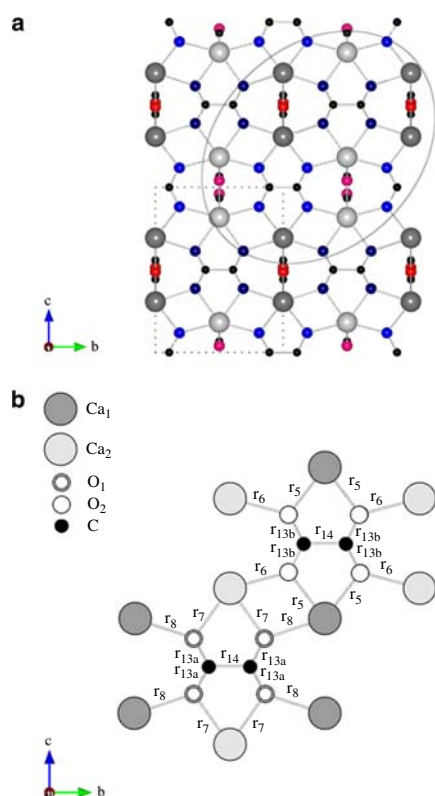 a
c
b
b
Ca1
Ca2
O1
O2
C
r5 r5
r6 r6
r13b r14 r13b
r13b r13b
r6 r6
r5 r5
r8 r7 r7 r8
r13a r14 r13a
r13a r13a
r8 r8
r7 r7
c
b